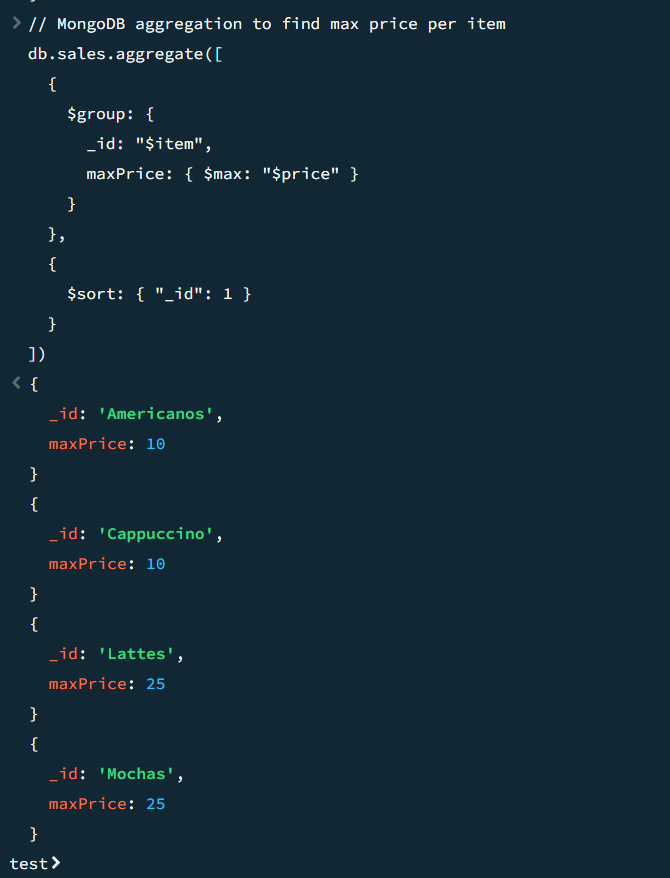 > // MongoDB aggregation to find max price per item
db.sales.aggregate([
  {
    $group: {
      _id: "$item",
      maxPrice: { $max: "$price" }
    }
  },
  {
    $sort: { "_id": 1 }
  }
])
< {
  _id: 'Americanos',
  maxPrice: 10
}
{
  _id: 'Cappuccino',
  maxPrice: 10
}
{
  _id: 'Lattes',
  maxPrice: 25
}
{
  _id: 'Mochas',
  maxPrice: 25
}
test>